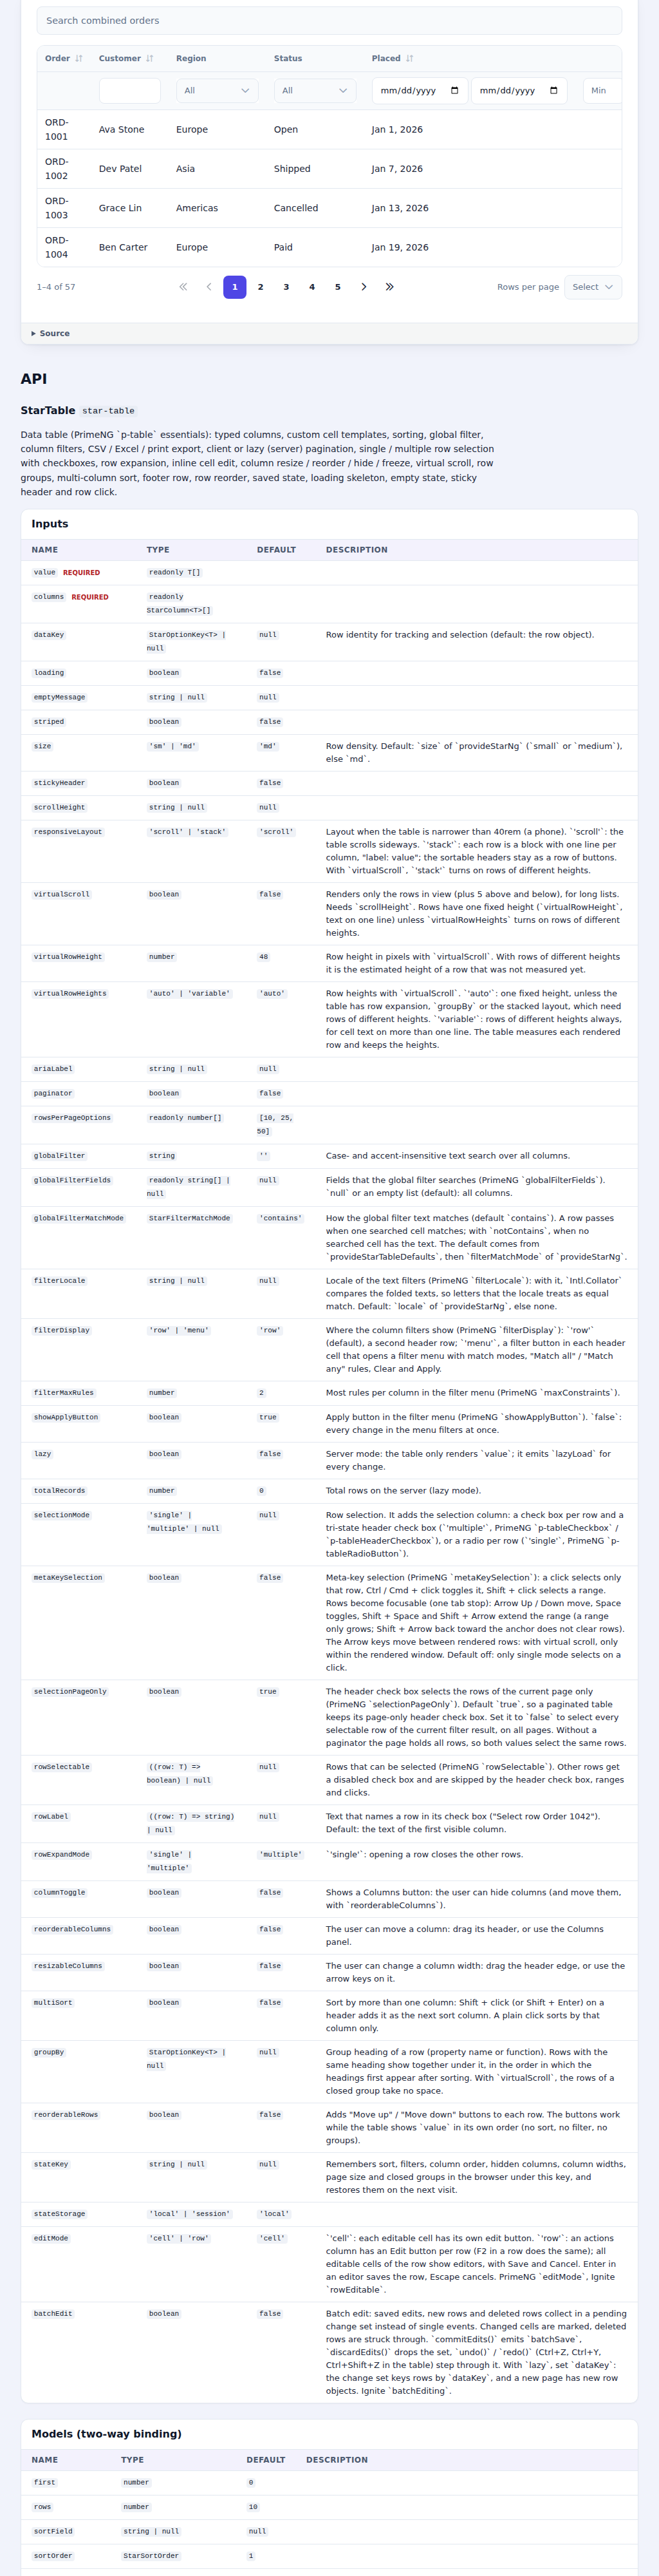 Search combined orders
Order Customer Region Status Placed
All All mm/dd/yyyy mm/dd/yyyy Min
ORD-
1001 Ava Stone Europe Open Jan 1, 2026
ORD-
1002 Dev Patel Asia Shipped Jan 7, 2026
ORD-
1003 Grace Lin Americas Cancelled Jan 13, 2026
ORD-
1004 Ben Carter Europe Paid Jan 19, 2026
1–4 of 57 1 2 3 4 5 Rows per page Select
Source
API
StarTable star-table
Data table (PrimeNG `p-table` essentials): typed columns, custom cell templates, sorting, global filter,
column filters, CSV / Excel / print export, client or lazy (server) pagination, single / multiple row selection
with checkboxes, row expansion, inline cell edit, column resize / reorder / hide / freeze, virtual scroll, row
groups, multi-column sort, footer row, row reorder, saved state, loading skeleton, empty state, sticky
header and row click.
Inputs
NAME TYPE DEFAULT DESCRIPTION
value REQUIRED readonly T[]
columns REQUIRED readonly
StarColumn<T>[]
dataKey StarOptionKey<T> | null Row identity for tracking and selection (default: the row object).
null
loading boolean false
emptyMessage string | null null
striped boolean false
size 'sm' | 'md' 'md' Row density. Default: `size` of `provideStarNg` (`small` or `medium`),
else `md`.
stickyHeader boolean false
scrollHeight string | null null
responsiveLayout 'scroll' | 'stack' 'scroll' Layout when the table is narrower than 40rem (a phone). `'scroll'`: the
table scrolls sideways. `'stack'`: each row is a block with one line per
column, "label: value"; the sortable headers stay as a row of buttons.
With `virtualScroll`, `'stack'` turns on rows of different heights.
virtualScroll boolean false Renders only the rows in view (plus 5 above and below), for long lists.
Needs `scrollHeight`. Rows have one fixed height (`virtualRowHeight`,
text on one line) unless `virtualRowHeights` turns on rows of different
heights.
virtualRowHeight number 48 Row height in pixels with `virtualScroll`. With rows of different heights
it is the estimated height of a row that was not measured yet.
virtualRowHeights 'auto' | 'variable' 'auto' Row heights with `virtualScroll`. `'auto'`: one fixed height, unless the
table has row expansion, `groupBy` or the stacked layout, which need
rows of different heights. `'variable'`: rows of different heights always,
for cell text on more than one line. The table measures each rendered
row and keeps the heights.
ariaLabel string | null null
paginator boolean false
rowsPerPageOptions readonly number[] [10, 25,
50]
globalFilter string '' Case- and accent-insensitive text search over all columns.
globalFilterFields readonly string[] | null Fields that the global filter searches (PrimeNG `globalFilterFields`).
null `null` or an empty list (default): all columns.
globalFilterMatchMode StarFilterMatchMode 'contains' How the global filter text matches (default `contains`). A row passes
when one searched cell matches; with `notContains`, when no
searched cell has the text. The default comes from
`provideStarTableDefaults`, then `filterMatchMode` of `provideStarNg`.
filterLocale string | null null Locale of the text filters (PrimeNG `filterLocale`): with it, `Intl.Collator`
compares the folded texts, so letters that the locale treats as equal
match. Default: `locale` of `provideStarNg`, else none.
filterDisplay 'row' | 'menu' 'row' Where the column filters show (PrimeNG `filterDisplay`): `'row'`
(default), a second header row; `'menu'`, a filter button in each header
cell that opens a filter menu with match modes, "Match all" / "Match
any" rules, Clear and Apply.
filterMaxRules number 2 Most rules per column in the filter menu (PrimeNG `maxConstraints`).
showApplyButton boolean true Apply button in the filter menu (PrimeNG `showApplyButton`). `false`:
every change in the menu filters at once.
lazy boolean false Server mode: the table only renders `value`; it emits `lazyLoad` for
every change.
totalRecords number 0 Total rows on the server (lazy mode).
selectionMode 'single' | null Row selection. It adds the selection column: a check box per row and a
'multiple' | null tri-state header check box (`'multiple'`, PrimeNG `p-tableCheckbox` /
`p-tableHeaderCheckbox`), or a radio per row (`'single'`, PrimeNG `p-
tableRadioButton`).
metaKeySelection boolean false Meta-key selection (PrimeNG `metaKeySelection`): a click selects only
that row, Ctrl / Cmd + click toggles it, Shift + click selects a range.
Rows become focusable (one tab stop): Arrow Up / Down move, Space
toggles, Shift + Space and Shift + Arrow extend the range (a range
only grows; Shift + Arrow back toward the anchor does not clear rows).
The Arrow keys move between rendered rows: with virtual scroll, only
within the rendered window. Default off: only single mode selects on a
click.
selectionPageOnly boolean true The header check box selects the rows of the current page only
(PrimeNG `selectionPageOnly`). Default `true`, so a paginated table
keeps its page-only header check box. Set it to `false` to select every
selectable row of the current filter result, on all pages. Without a
paginator the page holds all rows, so both values select the same rows.
rowSelectable ((row: T) => null Rows that can be selected (PrimeNG `rowSelectable`). Other rows get
boolean) | null a disabled check box and are skipped by the header check box, ranges
and clicks.
rowLabel ((row: T) => string) null Text that names a row in its check box ("Select row Order 1042").
| null Default: the text of the first visible column.
rowExpandMode 'single' | 'multiple' `'single'`: opening a row closes the other rows.
'multiple'
columnToggle boolean false Shows a Columns button: the user can hide columns (and move them,
with `reorderableColumns`).
reorderableColumns boolean false The user can move a column: drag its header, or use the Columns
panel.
resizableColumns boolean false The user can change a column width: drag the header edge, or use the
arrow keys on it.
multiSort boolean false Sort by more than one column: Shift + click (or Shift + Enter) on a
header adds it as the next sort column. A plain click sorts by that
column only.
groupBy StarOptionKey<T> | null Group heading of a row (property name or function). Rows with the
null same heading show together under it, in the order in which the
headings first appear after sorting. With `virtualScroll`, the rows of a
closed group take no space.
reorderableRows boolean false Adds "Move up" / "Move down" buttons to each row. The buttons work
while the table shows `value` in its own order (no sort, no filter, no
groups).
stateKey string | null null Remembers sort, filters, column order, hidden columns, column widths,
page size and closed groups in the browser under this key, and
restores them on the next visit.
stateStorage 'local' | 'session' 'local'
editMode 'cell' | 'row' 'cell' `'cell'`: each editable cell has its own edit button. `'row'`: an actions
column has an Edit button per row (F2 in a row does the same); all
editable cells of the row show editors, with Save and Cancel. Enter in
an editor saves the row, Escape cancels. PrimeNG `editMode`, Ignite
`rowEditable`.
batchEdit boolean false Batch edit: saved edits, new rows and deleted rows collect in a pending
change set instead of single events. Changed cells are marked, deleted
rows are struck through. `commitEdits()` emits `batchSave`,
`discardEdits()` drops the set, `undo()` / `redo()` (Ctrl+Z, Ctrl+Y,
Ctrl+Shift+Z in the table) step through it. With `lazy`, set `dataKey`:
the change set keys rows by `dataKey`, and a new page has new row
objects. Ignite `batchEditing`.
Models (two-way binding)
NAME TYPE DEFAULT DESCRIPTION
first number 0
rows number 10
sortField string | null null
sortOrder StarSortOrder 1